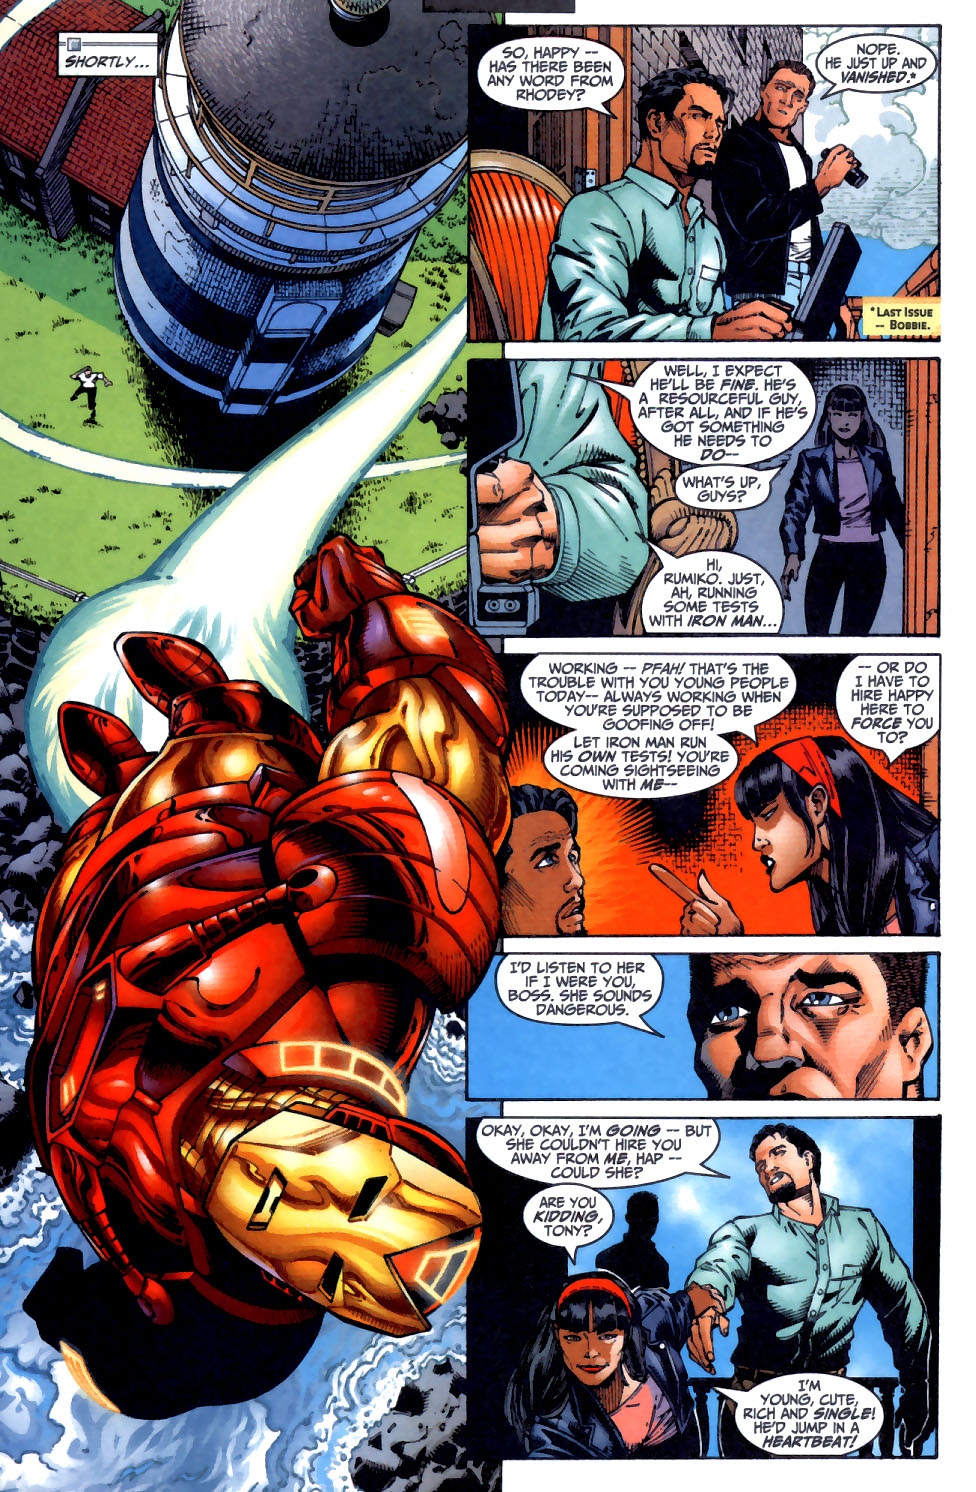 SHORTLY...
SO, HAPPY --
HAS THERE BEEN
ANY WORD FROM
RHODEY?
NOPE.
HE JUST UP AND
VANISHED.*
*LAST ISSUE
-- BOBBIE.
WELL, I EXPECT
HE'LL BE FINE. HE'S
A RESOURCEFUL GUY,
AFTER ALL, AND IF HE'S
GOT SOMETHING
HE NEEDS TO
DO--
WHAT'S UP,
GUYS?
HI,
RUMIKO. JUST,
AH, RUNNING
SOME TESTS
WITH IRON MAN...
WORKING -- PFAH! THAT'S THE
TROUBLE WITH YOU YOUNG PEOPLE
TODAY-- ALWAYS WORKING WHEN
YOU'RE SUPPOSED TO BE
GOOFING OFF!
LET IRON MAN RUN
HIS OWN TESTS! YOU'RE
COMING SIGHTSEEING
WITH ME--
-- OR DO
I HAVE TO
HIRE HAPPY
HERE TO
FORCE YOU
TO?
I'D LISTEN TO HER
IF I WERE YOU,
BOSS. SHE SOUNDS
DANGEROUS.
OKAY, OKAY, I'M GOING -- BUT
SHE COULDN'T HIRE YOU
AWAY FROM ME, HAP --
COULD SHE?
ARE YOU
KIDDING,
TONY?
I'M
YOUNG, CUTE,
RICH AND SINGLE!
HE'D JUMP IN A
HEARTBEAT!